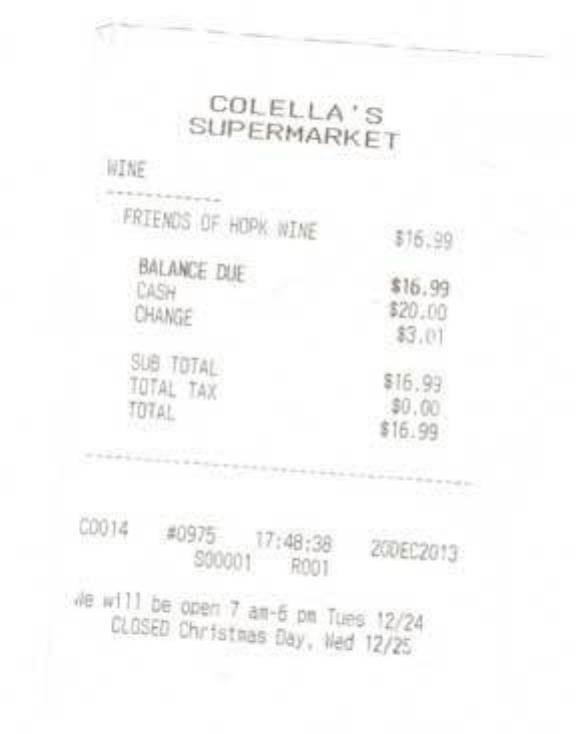 COLELLA'S
SUPERMARKET
WINE
------------
FRIENDS OF HOPK WINE $16.99
BALANCE DUE $16.99
CASH $20.00
CHANGE $3.01
SUB TOTAL $16.99
TOTAL TAX $0.00
TOTAL $16.99
----------------------------------------
C0014 #0975 17:48:38 20DEC2013
S00001 R001
We will be open 7 am-6 pm Tues 12/24
CLOSED Christmas Day, Wed 12/25